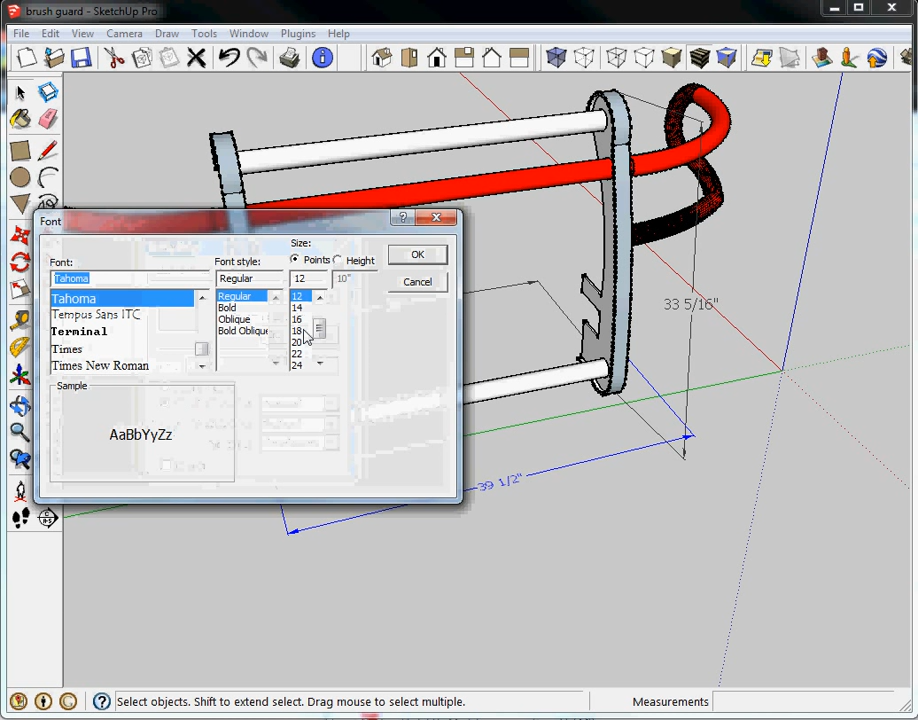 brush guard - SketchUp Pro
File Edit View Camera Draw Tools Window Plugins Help
Font
Size:
Font: Font style: Points Height
Tahoma Regular 12 10"
Tahoma Regular 12
Tempus Sans ITC Bold 14
Terminal Oblique 16
Times Bold Oblique 18
Times New Roman 20
22
24
OK
Cancel
Sample
AaBbYyZz
33 5/16"
39 1/2"
Select objects. Shift to extend select. Drag mouse to select multiple.
Measurements